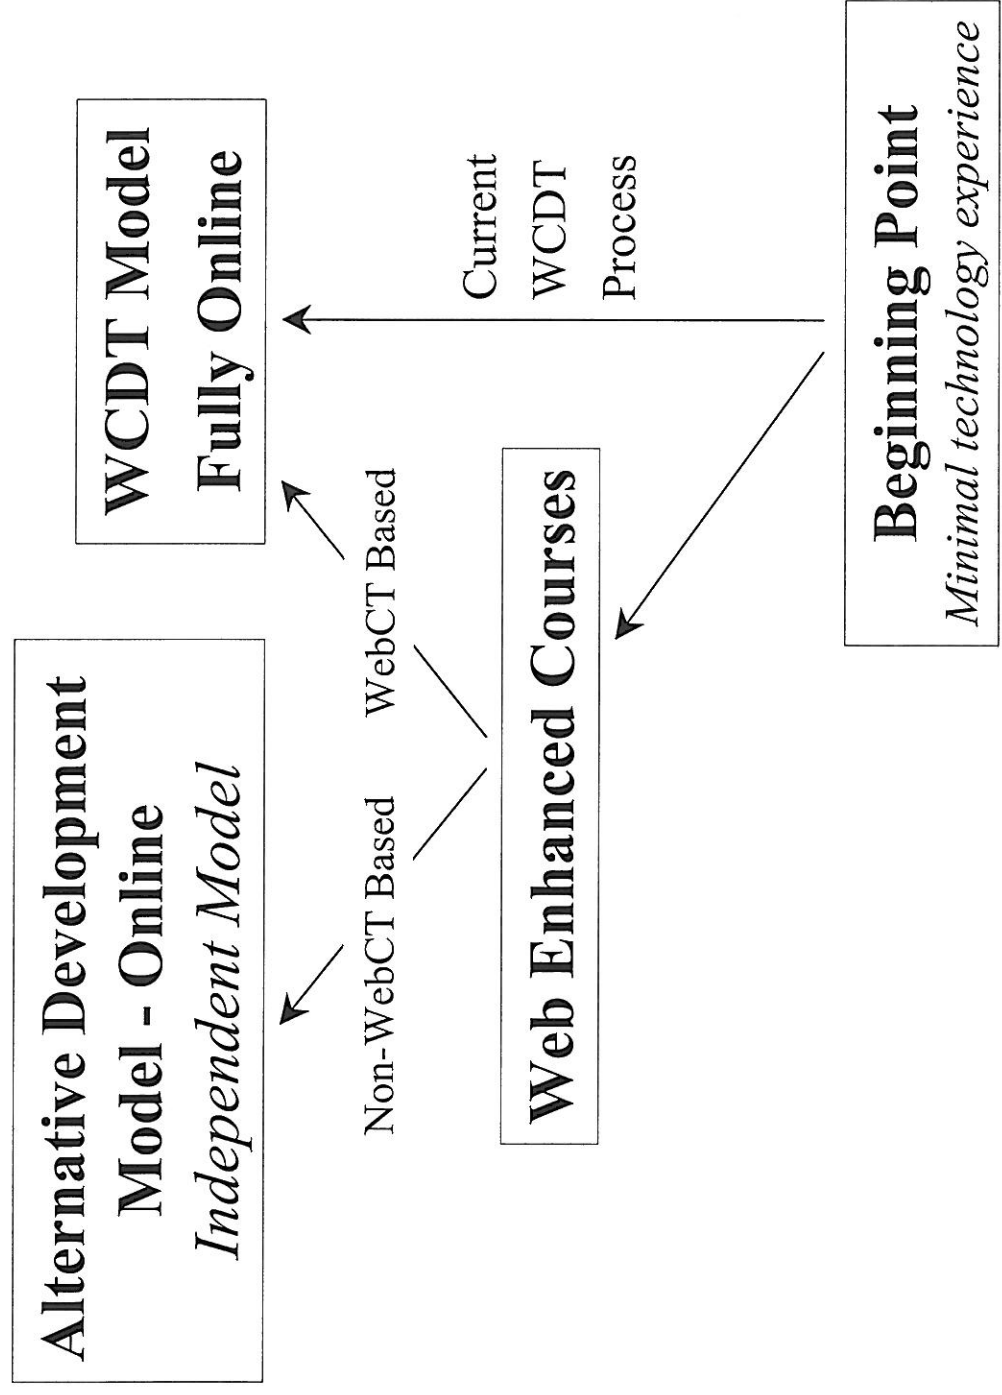 Alternative Development
Model - Online
Independent Model
WCDT Model
Fully Online
Non-WebCT Based
WebCT Based
Current
WCDT
Process
Web Enhanced Courses
Beginning Point
Minimal technology experience